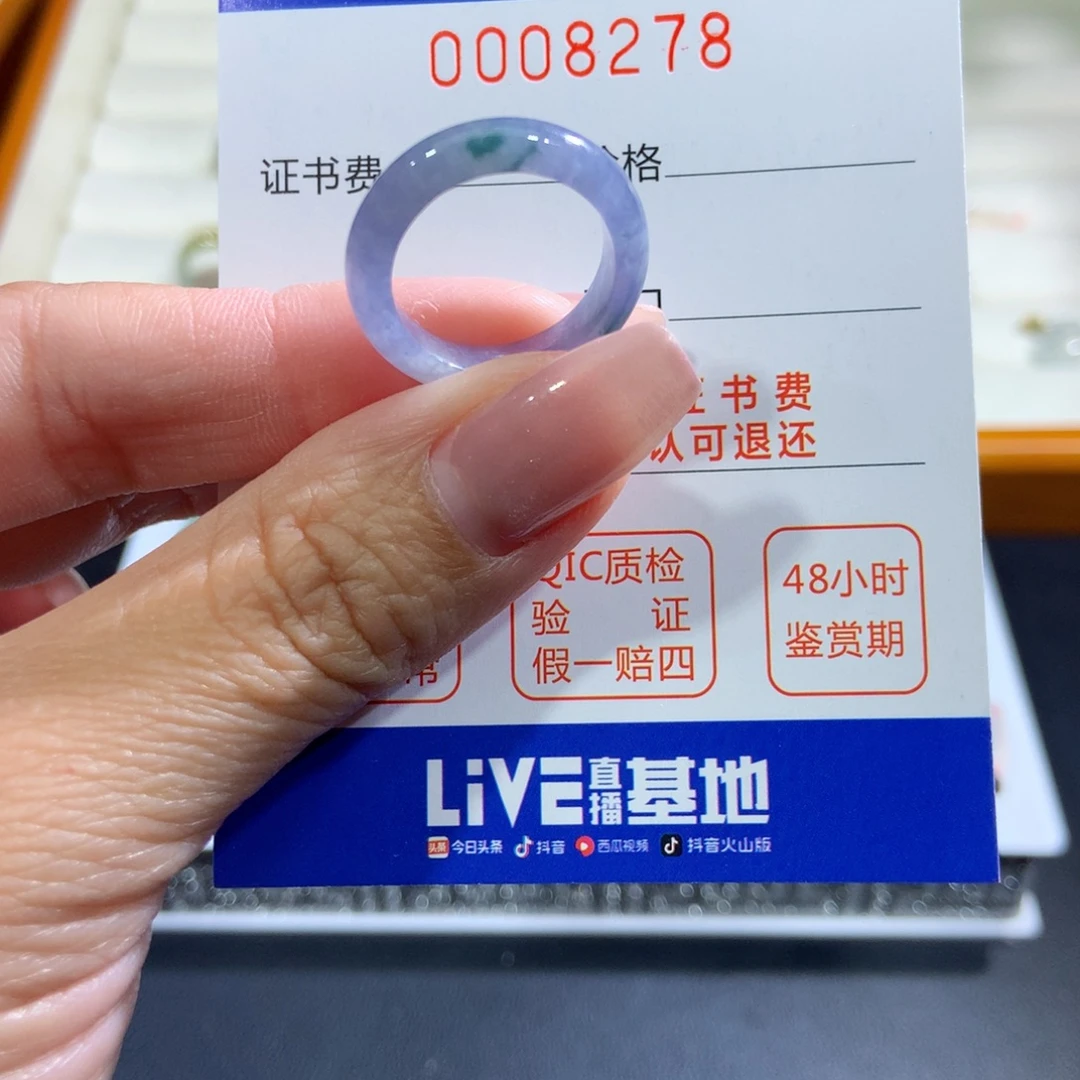 0008278
证书费
格
书费
认可退还
QIC质检
48小时
验 证
鉴赏期
假一赔四
LiVE直播基地
头条 今日头条 抖音 西瓜视频 抖音火山版